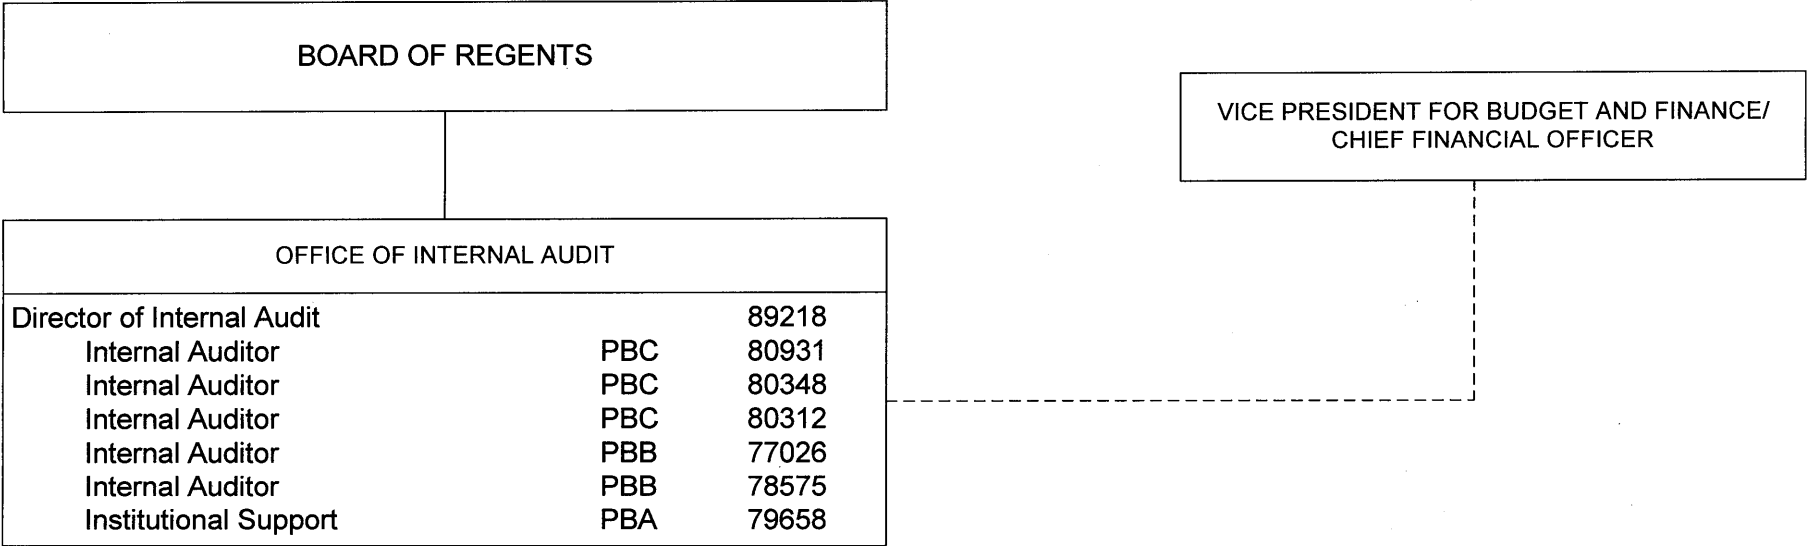 BOARD OF REGENTS
VICE PRESIDENT FOR BUDGET AND FINANCE/
CHIEF FINANCIAL OFFICER
OFFICE OF INTERNAL AUDIT
Director of Internal Audit 89218
Internal Auditor PBC 80931
Internal Auditor PBC 80348
Internal Auditor PBC 80312
Internal Auditor PBB 77026
Internal Auditor PBB 78575
Institutional Support PBA 79658